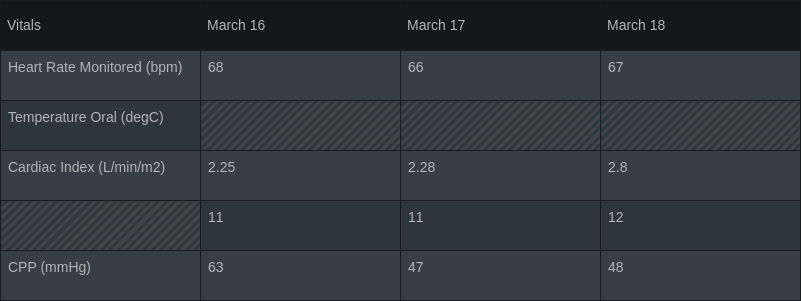 Vitals March 16 March 17 March 18
Heart Rate Monitored (bpm) 68 66 67
Temperature Oral (degC)
Cardiac Index (L/min/m2) 2.25 2.28 2.8
11 11 12
CPP (mmHg) 63 47 48